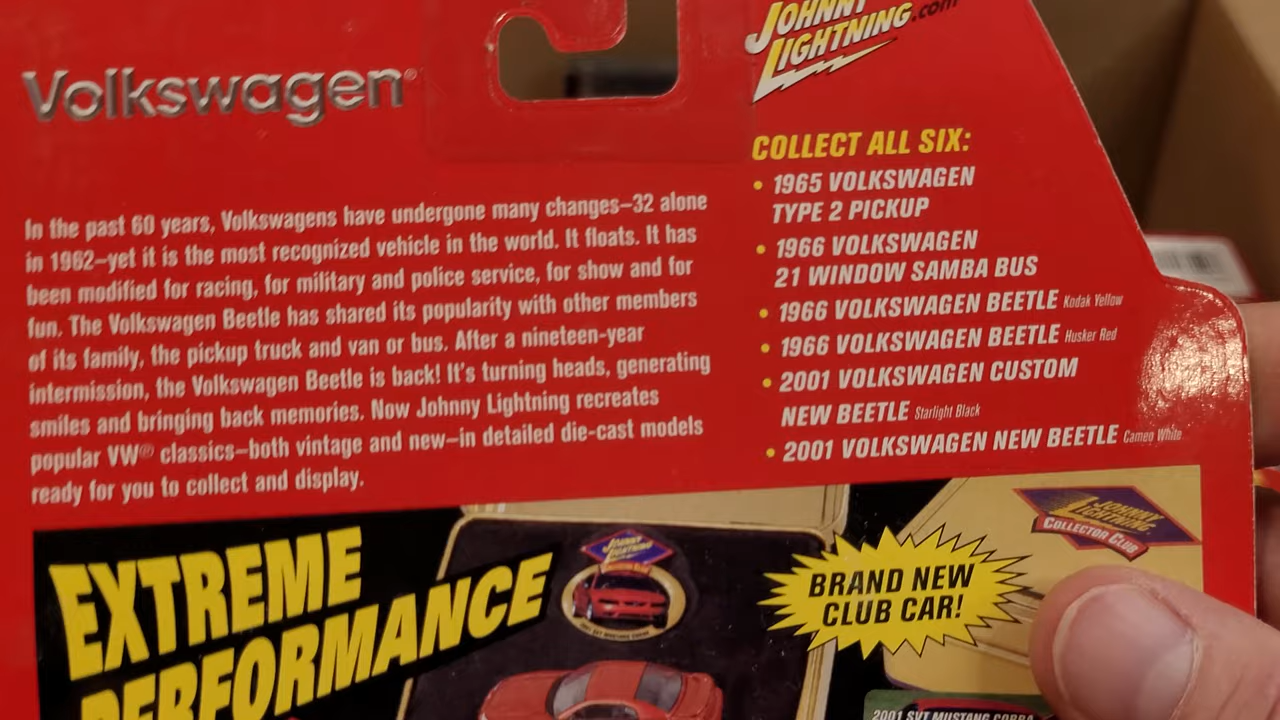 Volkswagen®
In the past 60 years, Volkswagens have undergone many changes–32 alone
in 1962–yet it is the most recognized vehicle in the world. It floats. It has
been modified for racing, for military and police service, for show and for
fun. The Volkswagen Beetle has shared its popularity with other members
of its family, the pickup truck and van or bus. After a nineteen-year
intermission, the Volkswagen Beetle is back! It's turning heads, generating
smiles and bringing back memories. Now Johnny Lightning recreates
popular VW® classics–both vintage and new–in detailed die-cast models
ready for you to collect and display.
JOHNNY
LIGHTNING.com
COLLECT ALL SIX:
• 1965 VOLKSWAGEN
TYPE 2 PICKUP
• 1966 VOLKSWAGEN
21 WINDOW SAMBA BUS
• 1966 VOLKSWAGEN BEETLE Kodak Yellow
• 1966 VOLKSWAGEN BEETLE Husker Red
• 2001 VOLKSWAGEN CUSTOM
NEW BEETLE Starlight Black
• 2001 VOLKSWAGEN NEW BEETLE Cameo White
EXTREME
PERFORMANCE
JOHNNY
LIGHTNING
BRAND NEW
CLUB CAR!
JOHNNY
LIGHTNING
COLLECTOR CLUB
2001 SVT MUSTANG COBRA